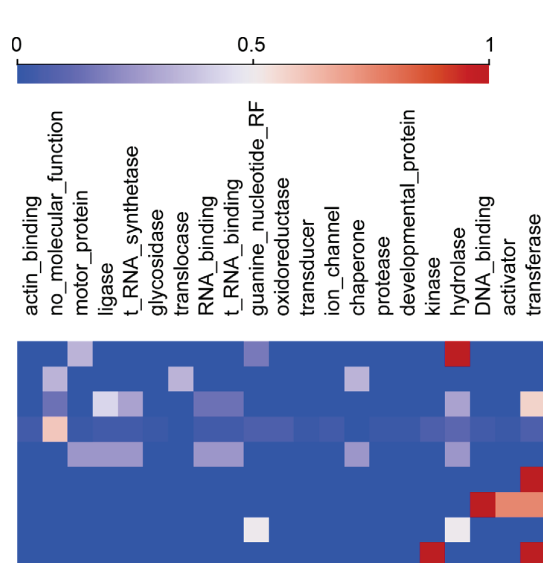 0 0.5 1
actin_binding
no_molecular_function
motor_protein
ligase
t_RNA_synthetase
glycosidase
translocase
RNA_binding
t_RNA_binding
guanine_nucleotide_RF
oxidoreductase
transducer
ion_channel
chaperone
protease
developmental_protein
kinase
hydrolase
DNA_binding
activator
transferase